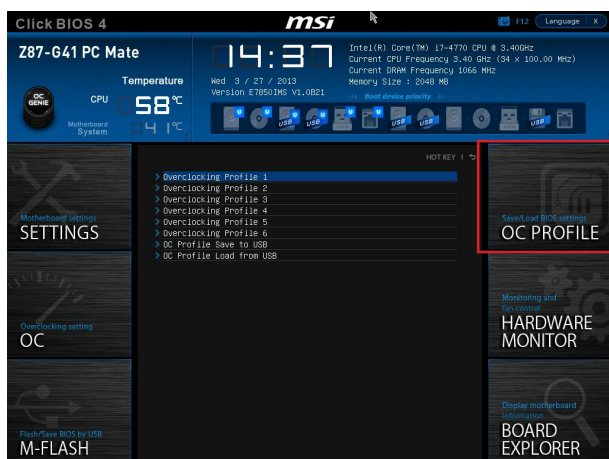 Click BIOS 4
msi
F12
Language
X
Z87-G41 PC Mate
OC
GENIE
Temperature
CPU
58°C
Motherboard
System
41°C
14:37
Wed 3 / 27 / 2013
Version E7850IMS V1.0B21
Intel(R) Core(TM) i7-4770 CPU @ 3.40GHz
Current CPU Frequency 3.40 GHz (34 x 100.00 MHz)
Current DRAM Frequency 1066 MHz
Memory Size : 2048 MB
Boot device priority
U
USB
USB
U
U
USB
USB
U
USB
HOT KEY
Motherboard settings
SETTINGS
Overclocking setting
OC
Flash/Save BIOS by USB
M-FLASH
> Overclocking Profile 1
> Overclocking Profile 2
> Overclocking Profile 3
> Overclocking Profile 4
> Overclocking Profile 5
> Overclocking Profile 6
> OC Profile Save to USB
> OC Profile Load from USB
Save/Load BIOS settings
OC PROFILE
Monitoring and
fan control
HARDWARE
MONITOR
Display motherboard
Information
BOARD
EXPLORER